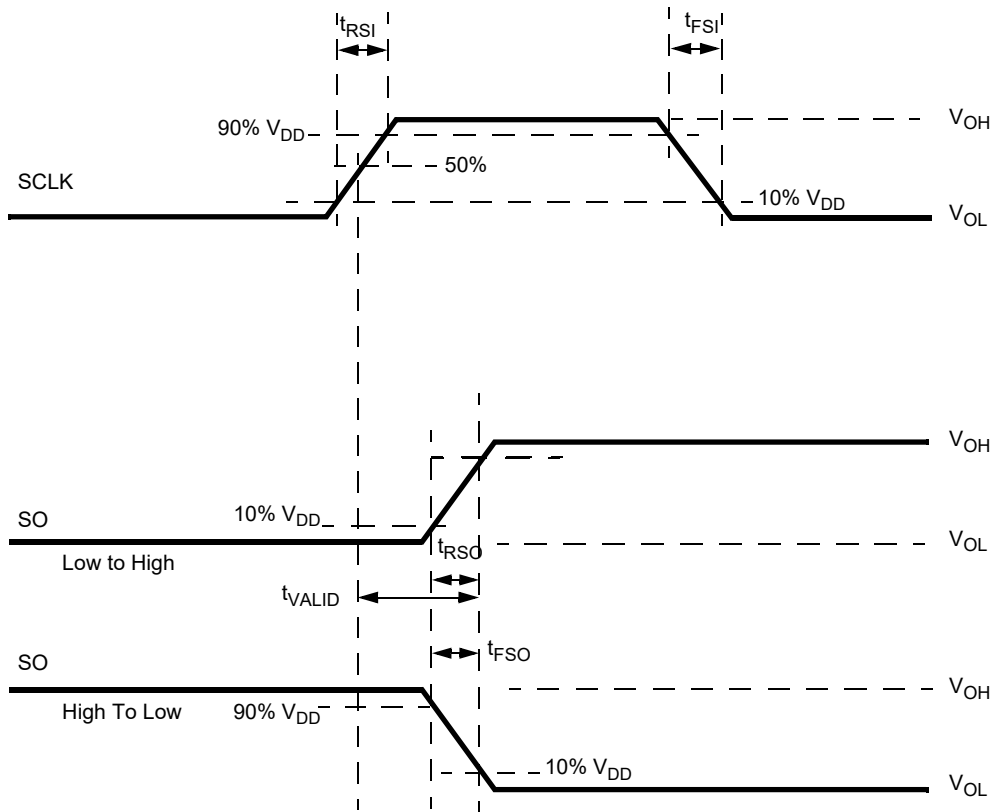 tRSI
tFSI
90% VDD
VOH
50%
SCLK
10% VDD
VOL
VOH
10% VDD
SO
VOL
Low to High
tRSO
tVALID
SO
tFSO
VOH
High To Low
90% VDD
10% VDD
VOL